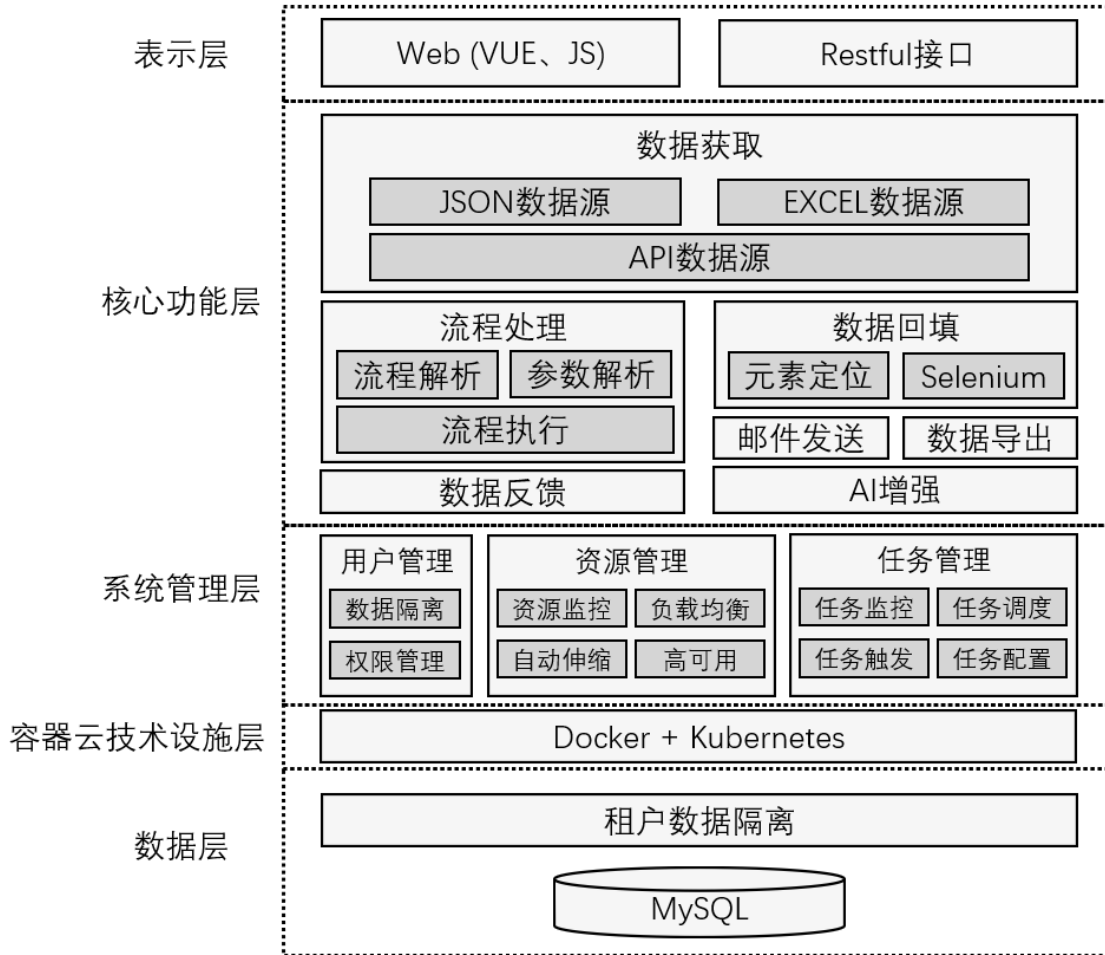 表示层
Web (VUE、JS)
Restful接口
核心功能层
数据获取
JSON数据源
EXCEL数据源
API数据源
流程处理
流程解析
参数解析
流程执行
数据回填
元素定位
Selenium
邮件发送
数据导出
数据反馈
AI增强
系统管理层
用户管理
数据隔离
权限管理
资源管理
资源监控
负载均衡
自动伸缩
高可用
任务管理
任务监控
任务调度
任务触发
任务配置
容器云技术设施层
Docker + Kubernetes
数据层
租户数据隔离
MySQL